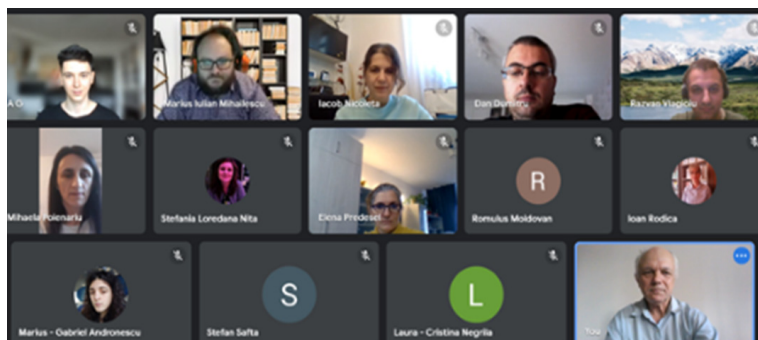 A G
Marius Iulian Mihailescu
Iacob Nicoleta
Dan Dumitru
Razvan Vlagioiu
Mihaela Poienariu
Stefania Loredana Nita
Elena Predesel
R
Romulus Moldovan
Ioan Rodica
Marius - Gabriel Andronescu
S
Stefan Safta
L
Laura - Cristina Negrila
You